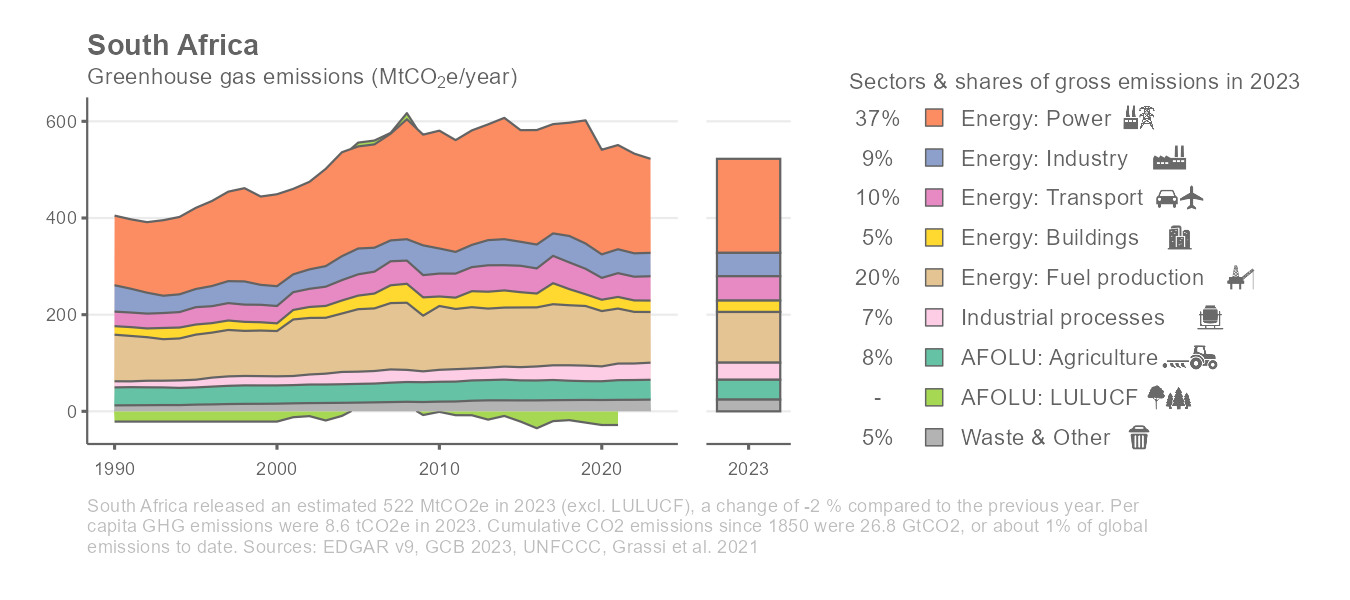 South Africa
Greenhouse gas emissions (MtCO₂e/year)
Sectors & shares of gross emissions in 2023
600
400
200
0
1990
2000
2010
2020
2023
37% Energy: Power
9% Energy: Industry
10% Energy: Transport
5% Energy: Buildings
20% Energy: Fuel production
7% Industrial processes
8% AFOLU: Agriculture
- AFOLU: LULUCF
5% Waste & Other
South Africa released an estimated 522 MtCO2e in 2023 (excl. LULUCF), a change of -2 % compared to the previous year. Per
capita GHG emissions were 8.6 tCO2e in 2023. Cumulative CO2 emissions since 1850 were 26.8 GtCO2, or about 1% of global
emissions to date. Sources: EDGAR v9, GCB 2023, UNFCCC, Grassi et al. 2021